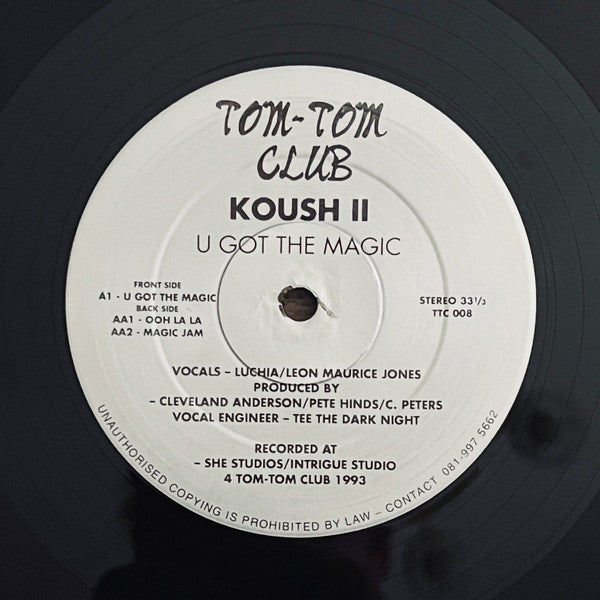 TOM-TOM
CLUB
KOUSH II
U GOT THE MAGIC
FRONT SIDE
A1 - U GOT THE MAGIC
BACK SIDE
AA1 - OOH LA LA
AA2 - MAGIC JAM
STEREO 33 1/3
TTC 008
VOCALS – LUCHIA/LEON MAURICE JONES
PRODUCED BY
– CLEVELAND ANDERSON/PETE HINDS/C. PETERS
VOCAL ENGINEER – TEE THE DARK NIGHT
RECORDED AT
– SHE STUDIOS/INTRIGUE STUDIO
4 TOM-TOM CLUB 1993
UNAUTHORISED COPYING IS PROHIBITED BY LAW – CONTACT 081-997 5662